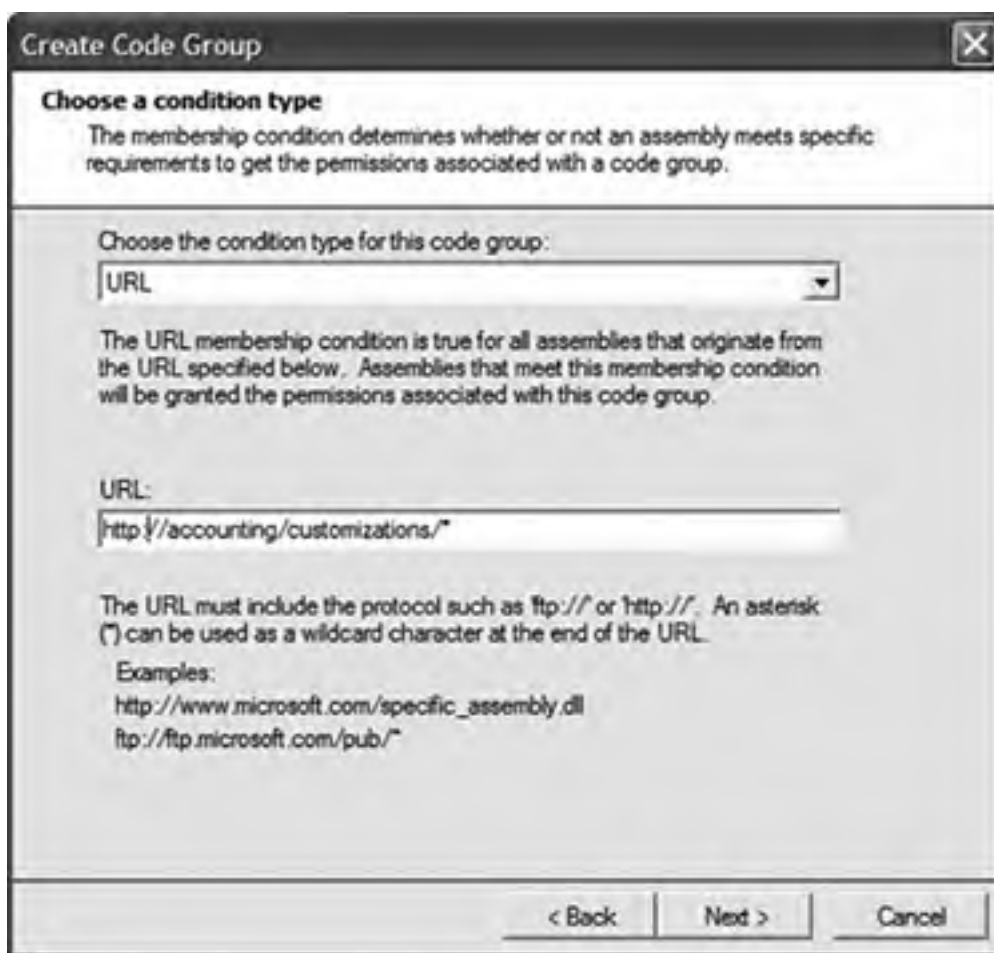 Create Code Group
Choose a condition type
The membership condition determines whether or not an assembly meets specific
requirements to get the permissions associated with a code group.
Choose the condition type for this code group:
URL
The URL membership condition is true for all assemblies that originate from
the URL specified below. Assemblies that meet this membership condition
will be granted the permissions associated with this code group.
URL:
http://accounting/customizations/*
The URL must include the protocol such as 'ftp://' or 'http://'. An asterisk
(*) can be used as a wildcard character at the end of the URL.
Examples:
http://www.microsoft.com/specific_assembly.dll
ftp://ftp.microsoft.com/pub/*
< Back
Next >
Cancel